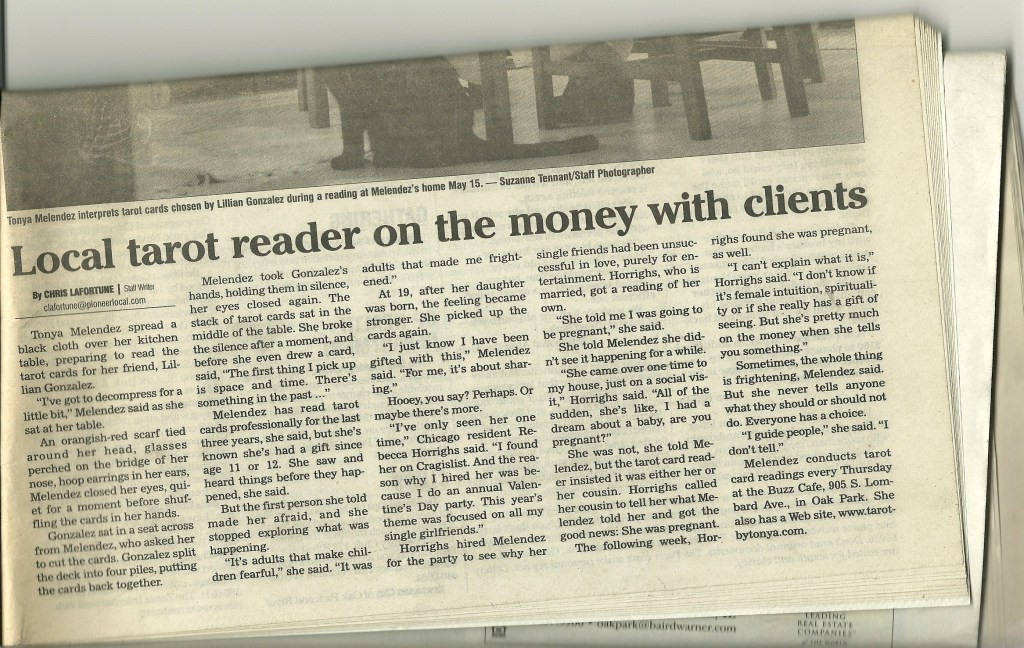 Tonya Melendez interprets tarot cards chosen by Lillian Gonzalez during a reading at Melendez's home May 15. — Suzanne Tennant/Staff Photographer
Local tarot reader on the money with clients
By CHRIS LAFORTUNE | Staff Writer
clafortune@pioneerlocal.com
Tonya Melendez spread a
black cloth over her kitchen
table, preparing to read the
tarot cards for her friend, Lil-
lian Gonzalez.
"I've got to decompress for a
little bit," Melendez said as she
sat at her table.
An orangish-red scarf tied
around her head, glasses
perched on the bridge of her
nose, hoop earrings in her ears,
Melendez closed her eyes, qui-
et for a moment before shuf-
fling the cards in her hands.
Gonzalez sat in a seat across
from Melendez, who asked her
to cut the cards. Gonzalez split
the deck into four piles, putting
the cards back together.
Melendez took Gonzalez's
hands, holding them in silence,
her eyes closed again. The
stack of tarot cards sat in the
middle of the table. She broke
the silence after a moment, and
before she even drew a card,
said, "The first thing I pick up
is space and time. There's
something in the past ..."
Melendez has read tarot
cards professionally for the last
three years, she said, but she's
known she's had a gift since
age 11 or 12. She saw and
heard things before they hap-
pened, she said.
But the first person she told
made her afraid, and she
stopped exploring what was
happening.
"It's adults that make chil-
dren fearful," she said. "It was
adults that made me fright-
ened."
At 19, after her daughter
was born, the feeling became
stronger. She picked up the
cards again.
"I just know I have been
gifted with this," Melendez
said. "For me, it's about shar-
ing."
Hooey, you say? Perhaps. Or
maybe there's more.
"I've only seen her one
time," Chicago resident Re-
becca Horrighs said. "I found
her on Cragislist. And the rea-
son why I hired her was be-
cause I do an annual Valen-
tine's Day party. This year's
theme was focused on all my
single girlfriends."
Horrighs hired Melendez
for the party to see why her
single friends had been unsuc-
cessful in love, purely for en-
tertainment. Horrighs, who is
married, got a reading of her
own.
"She told me I was going to
be pregnant," she said.
She told Melendez she did-
n't see it happening for a while.
"She came over one time to
my house, just on a social vis-
it," Horrighs said. "All of the
sudden, she's like, I had a
dream about a baby, are you
pregnant?"
She was not, she told Me-
lendez, but the tarot card read-
er insisted it was either her or
her cousin. Horrighs called
her cousin to tell her what Me-
lendez told her and got the
good news: She was pregnant.
The following week, Hor-
righs found she was pregnant,
as well.
"I can't explain what it is,"
Horrighs said. "I don't know if
it's female intuition, spirituali-
ty or if she really has a gift of
seeing. But she's pretty much
on the money when she tells
you something."
Sometimes, the whole thing
is frightening, Melendez said.
But she never tells anyone
what they should or should not
do. Everyone has a choice.
"I guide people," she said. "I
don't tell."
Melendez conducts tarot
card readings every Thursday
at the Buzz Cafe, 905 S. Lom-
bard Ave., in Oak Park. She
also has a Web site, www.tarot-
bytonya.com.
• oakpark@bairdwarner.com
LEADING
REAL ESTATE
COMPANIES